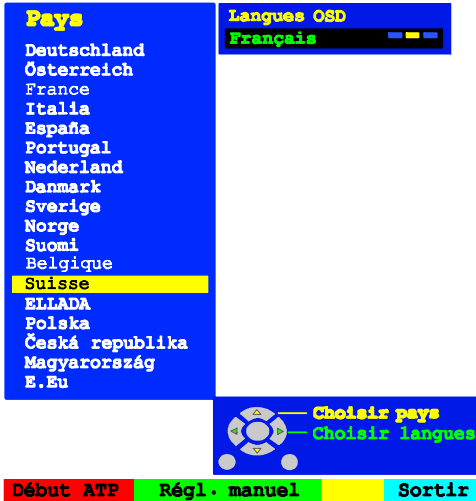 Pays
Deutschland
Österreich
France
Italia
España
Portugal
Nederland
Danmark
Sverige
Norge
Suomi
Belgique
Suisse
ELLADA
Polska
Česká republika
Magyarország
E.Eu
Langues OSD
Français
Choisir pays
Choisir langues
Début ATP Régl. manuel Sortir